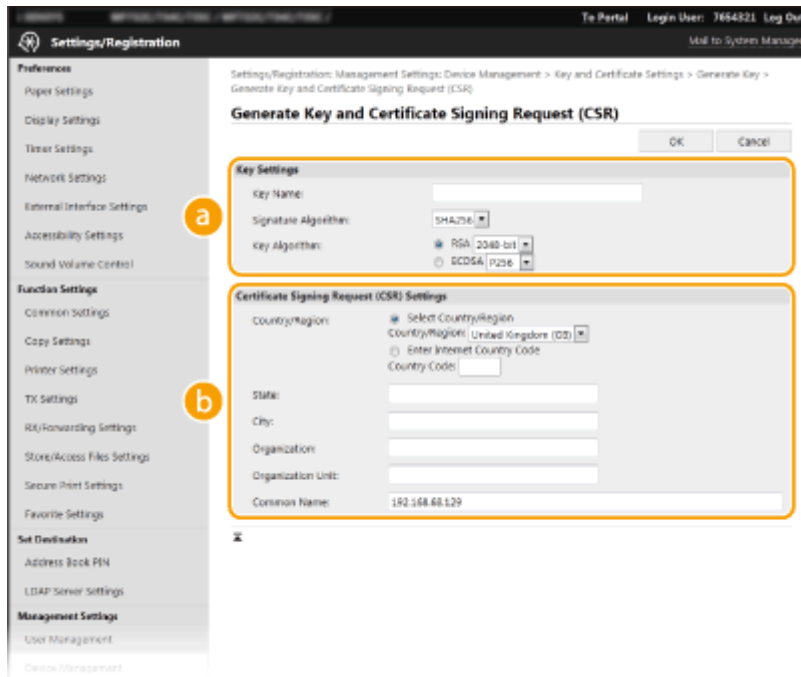 To Portal Login User: 7654321 Log Ou
Settings/Registration
Mail to System Manage
Preferences
Paper Settings
Display Settings
Timer Settings
Network Settings
External Interface Settings
Accessibility Settings
Sound Volume Control
Function Settings
Common Settings
Copy Settings
Printer Settings
TX Settings
RX/Forwarding Settings
Store/Access Files Settings
Secure Print Settings
Favorite Settings
Set Destination
Address Book PIN
LDAP Server Settings
Management Settings
User Management
Device Management
Settings/Registration: Management Settings: Device Management > Key and Certificate Settings > Generate Key >
Generate Key and Certificate Signing Request (CSR)
Generate Key and Certificate Signing Request (CSR)
OK Cancel
a
Key Settings
Key Name:
Signature Algorithm: SHA256
Key Algorithm: RSA 2048-bit
ECDSA P256
b
Certificate Signing Request (CSR) Settings
Country/Region: Select Country/Region
Country/Region: United Kingdom (GB)
Enter Internet Country Code
Country Code:
State:
City:
Organization:
Organization Unit:
Common Name: 192.168.68.129